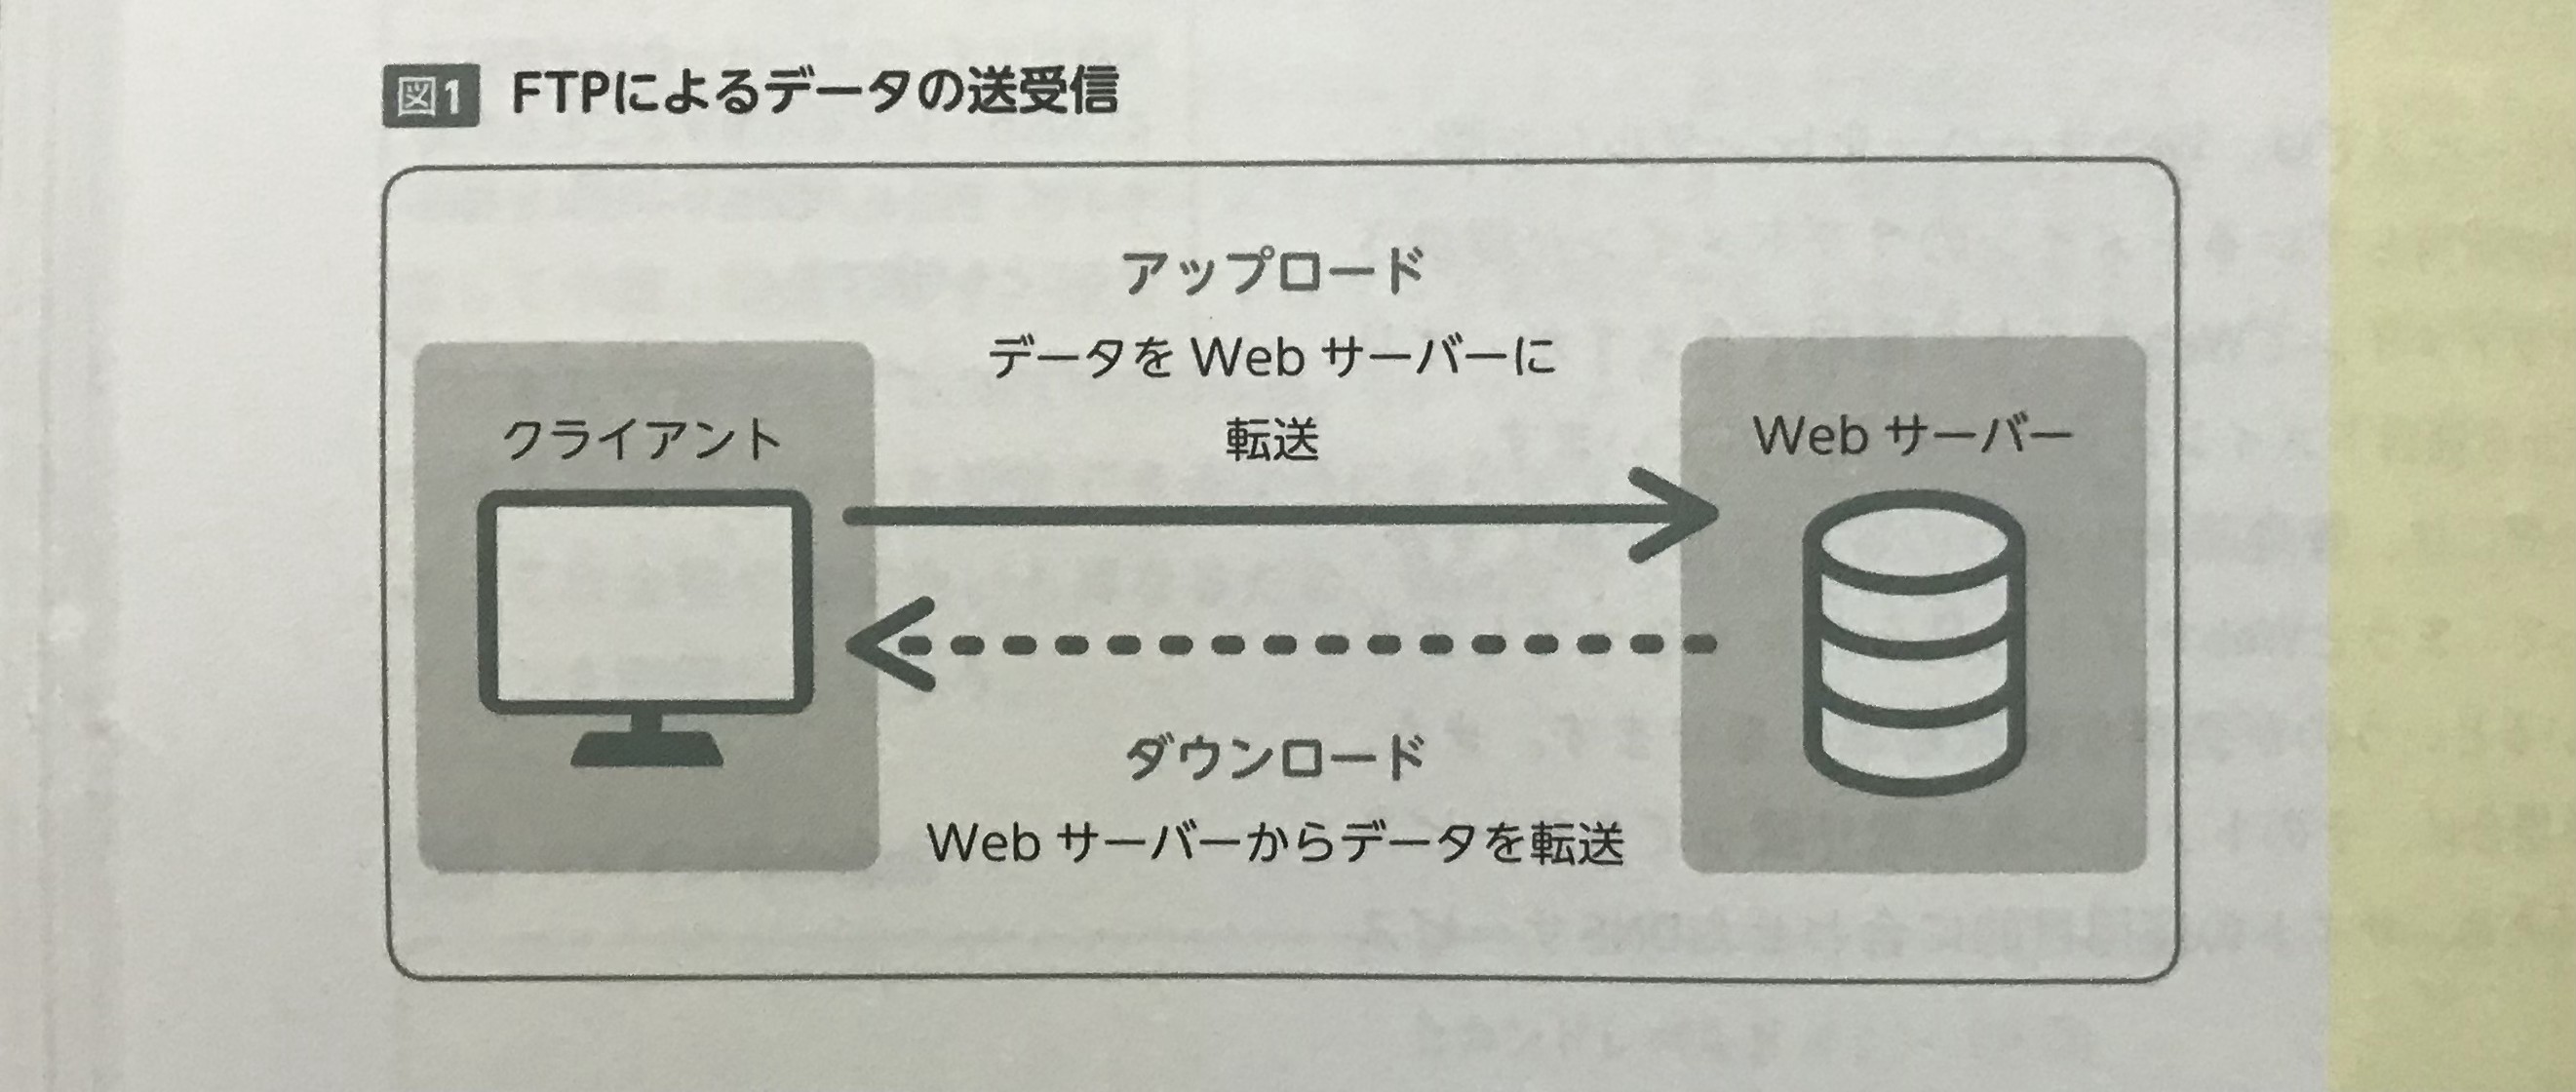 図1 FTPによるデータの送受信
アップロード
データを Web サーバーに
転送
クライアント
Web サーバー
ダウンロード
Web サーバーからデータを転送